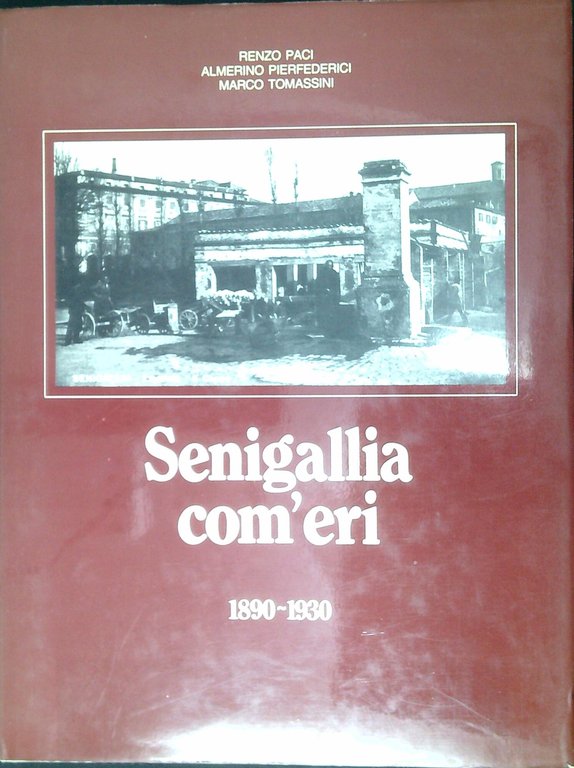 RENZO PACI
ALMERINO PIERFEDERICI
MARCO TOMASSINI
Senigallia
com'eri
1890~1930